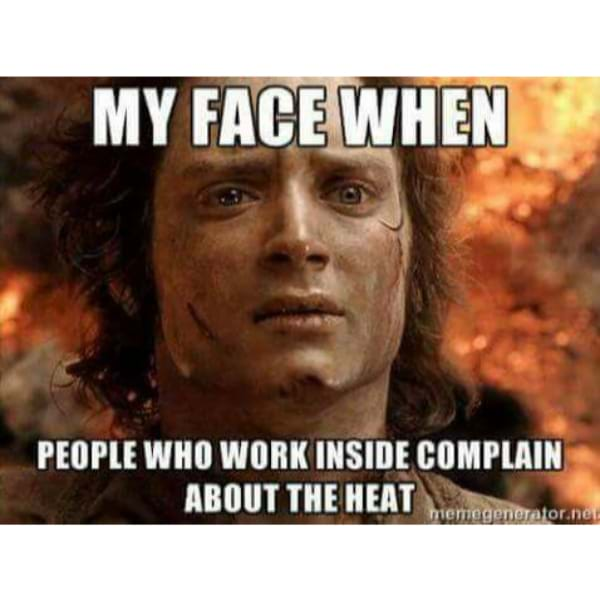 MY FACE WHEN
PEOPLE WHO WORK INSIDE COMPLAIN
ABOUT THE HEAT
memegenerator.net